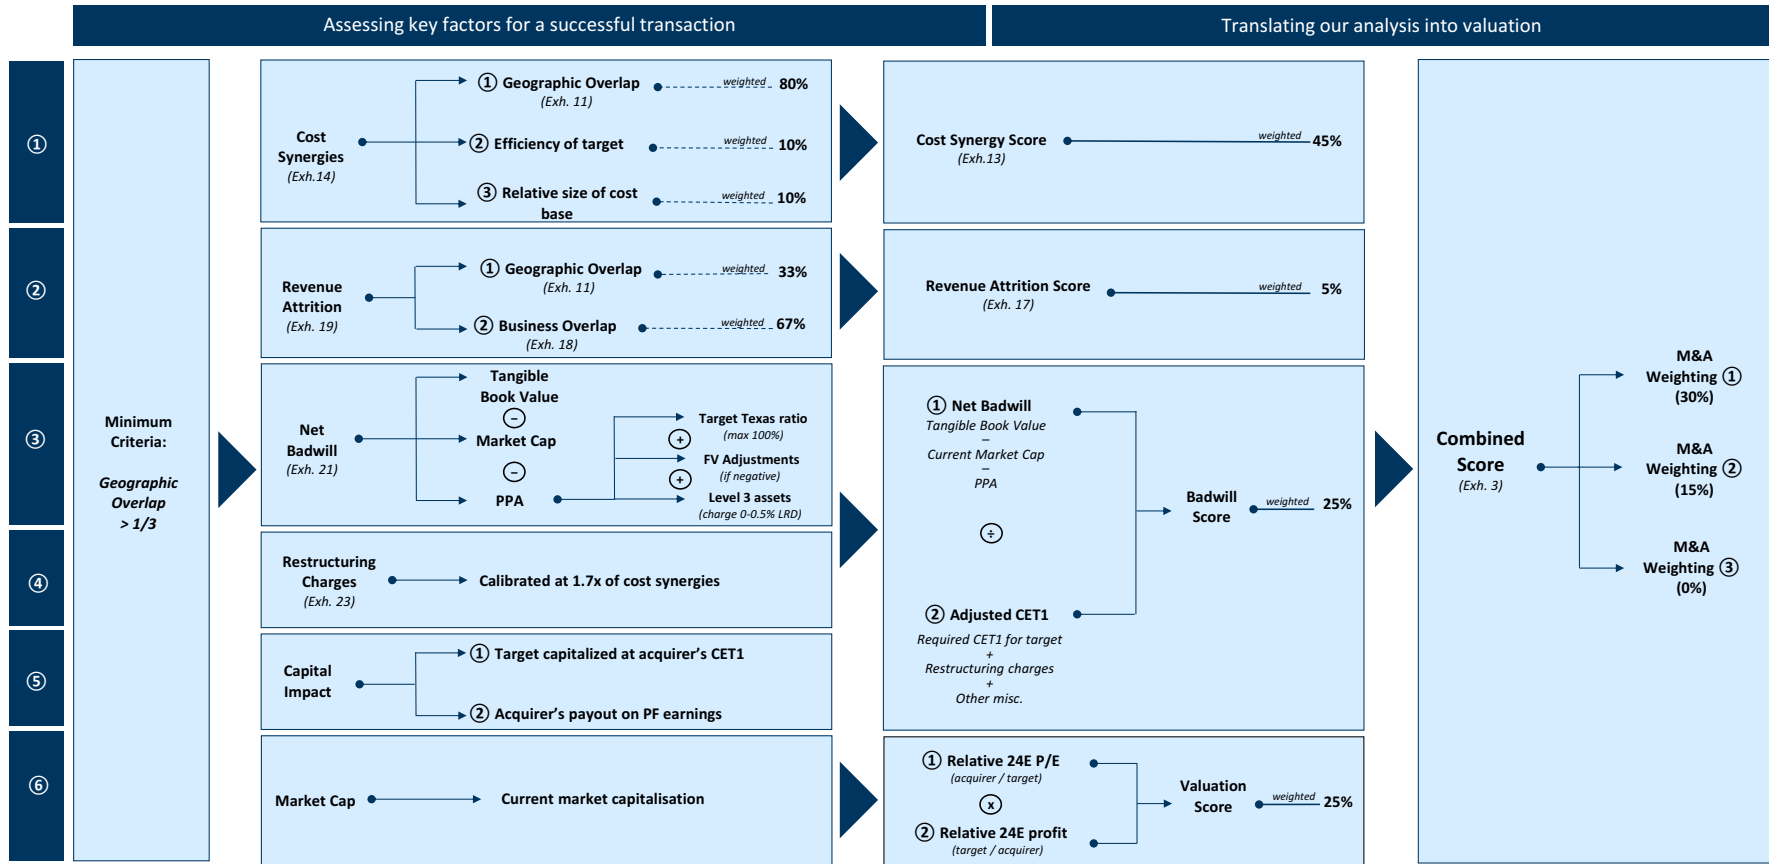 Assessing key factors for a successful transaction
Translating our analysis into valuation
①
②
③
④
⑤
⑥
Minimum
Criteria:
Geographic
Overlap
> 1/3
Cost
Synergies
(Exh.14)
① Geographic Overlap
(Exh. 11)
weighted 80%
② Efficiency of target
weighted 10%
③ Relative size of cost
base
weighted 10%
Revenue
Attrition
(Exh. 19)
① Geographic Overlap
(Exh. 11)
weighted 33%
② Business Overlap
(Exh. 18)
weighted 67%
Net
Badwill
(Exh. 21)
Tangible
Book Value
−
Market Cap
−
PPA
Target Texas ratio
(max 100%)
+
FV Adjustments
(if negative)
+
Level 3 assets
(charge 0-0.5% LRD)
Restructuring
Charges
(Exh. 23)
Calibrated at 1.7x of cost synergies
Capital
Impact
① Target capitalized at acquirer's CET1
② Acquirer's payout on PF earnings
Market Cap
Current market capitalisation
Cost Synergy Score
(Exh.13)
weighted 45%
Revenue Attrition Score
(Exh. 17)
weighted 5%
① Net Badwill
Tangible Book Value
–
Current Market Cap
–
PPA
÷
② Adjusted CET1
Required CET1 for target
+
Restructuring charges
+
Other misc.
Badwill
Score
weighted 25%
① Relative 24E P/E
(acquirer / target)
x
② Relative 24E profit
(target / acquirer)
Valuation
Score
weighted 25%
Combined
Score
(Exh. 3)
M&A
Weighting ①
(30%)
M&A
Weighting ②
(15%)
M&A
Weighting ③
(0%)